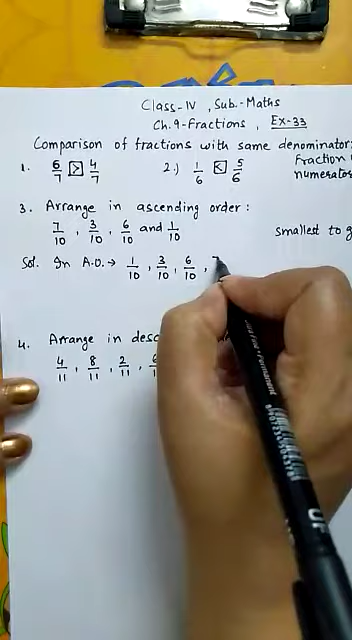 Class-IV , Sub.-Maths
Ch.9-Fractions , Ex-33
Comparison of fractions with same denominator:
1. 6/7 > 4/7 2.) 1/6 < 5/6 Fraction
numerator
3. Arrange in ascending order:
7/10 , 3/10 , 6/10 and 1/10 smallest to g
Sol. In A.O.→ 1/10 , 3/10 , 6/10 ,
4. Arrange in desc
4/11 , 8/11 , 2/11 ,